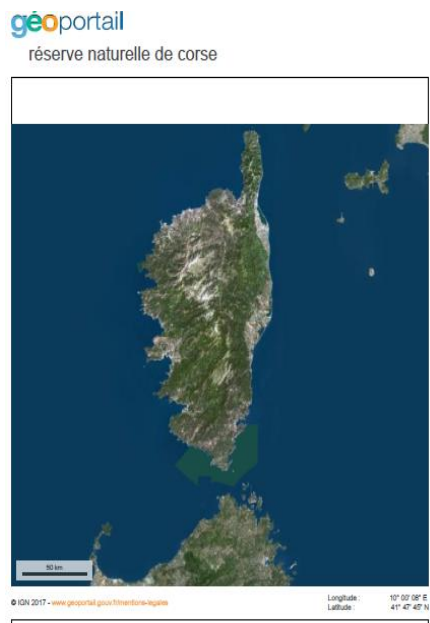 géoportail
réserve naturelle de corse
50 km
© IGN 2017 - www.geoportail.gouv.fr/mentions-legales
Longitude : 10° 00' 08" E
Latitude : 41° 47' 45" N